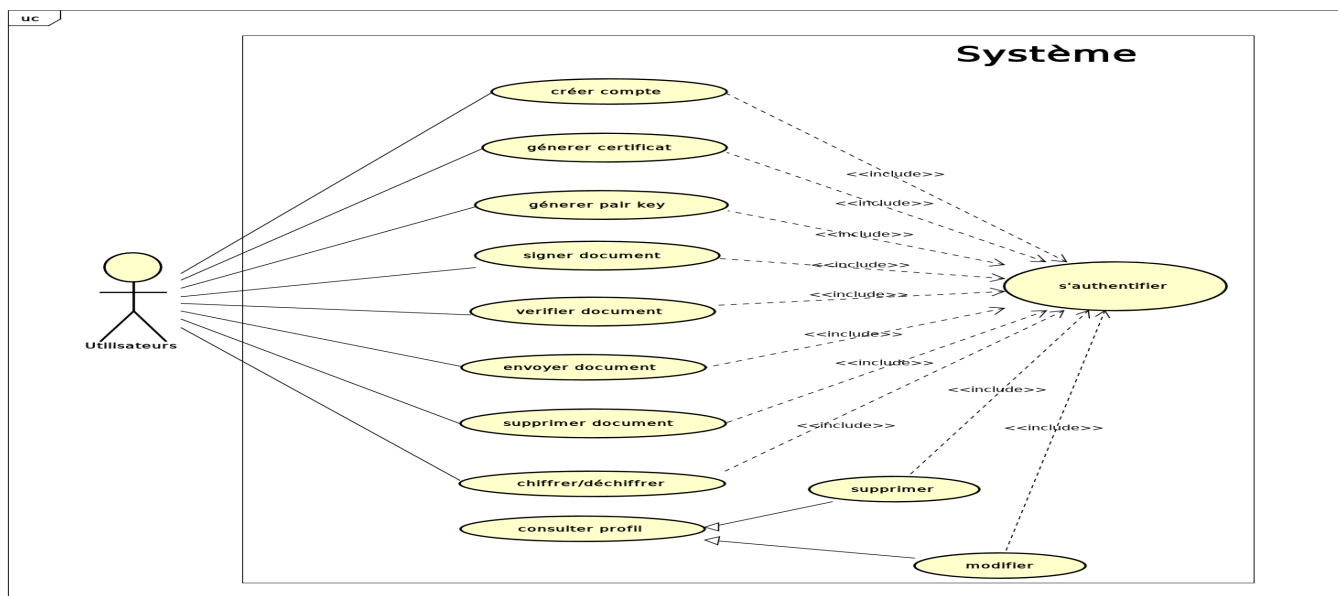 uc
Système
créer compte
génerer certificat
<<include>>
<<include>>
génerer pair key
<<include>>
signer document
<<include>>
s'authentifier
verifier document
<<include>>
Utilisateurs
<<include>>
envoyer document
<<include>>
<<include>>
supprimer document
<<include>>
<<include>>
chiffrer/déchiffrer
supprimer
consulter profil
modifier